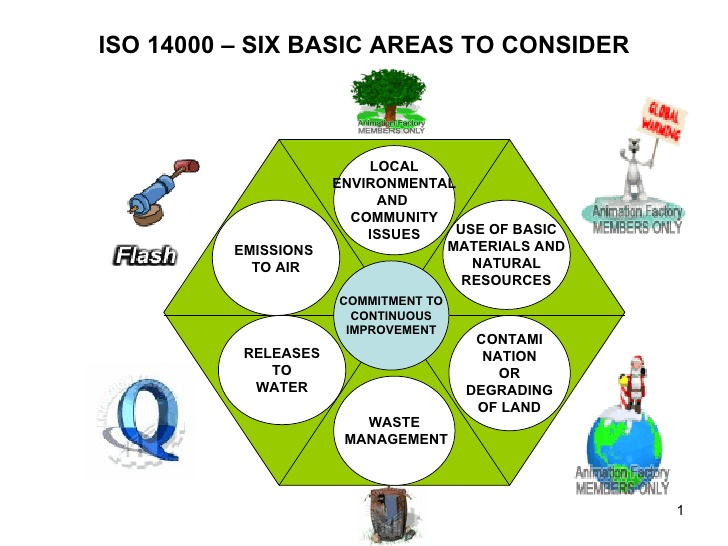 ISO 14000 – SIX BASIC AREAS TO CONSIDER
Animation Factory
MEMBERS ONLY
GLOBAL
WARMING
Animation Factory
MEMBERS ONLY
Flash
LOCAL
ENVIRONMENTAL
AND
COMMUNITY
ISSUES
USE OF BASIC
MATERIALS AND
NATURAL
RESOURCES
EMISSIONS
TO AIR
COMMITMENT TO
CONTINUOUS
IMPROVEMENT
RELEASES
TO
WATER
CONTAMI
NATION
OR
DEGRADING
OF LAND
WASTE
MANAGEMENT
Q
Animation Factory
MEMBERS ONLY
1